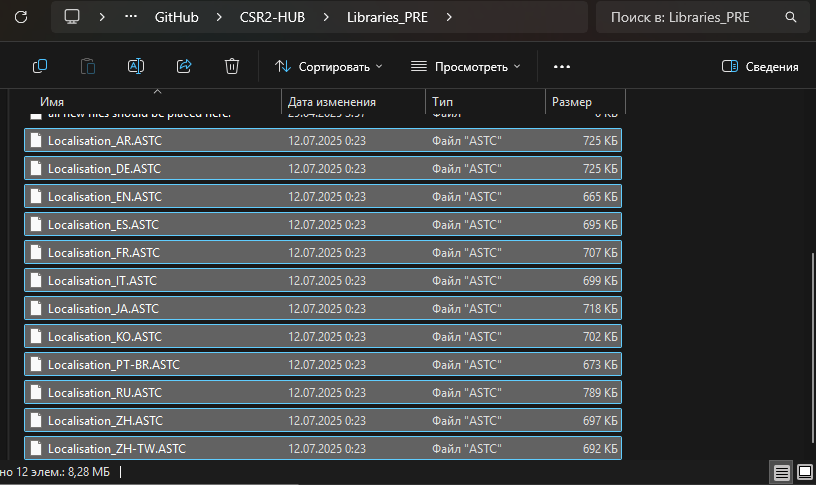 GitHub > CSR2-HUB > Libraries_PRE >
Поиск в: Libraries_PRE
Сортировать Просмотреть Сведения
Имя Дата изменения Тип Размер
all new files should be placed here. 29.04.2025 Файл 0 КБ
Localisation_AR.ASTC 12.07.2025 0:23 Файл "ASTC" 725 КБ
Localisation_DE.ASTC 12.07.2025 0:23 Файл "ASTC" 725 КБ
Localisation_EN.ASTC 12.07.2025 0:23 Файл "ASTC" 665 КБ
Localisation_ES.ASTC 12.07.2025 0:23 Файл "ASTC" 695 КБ
Localisation_FR.ASTC 12.07.2025 0:23 Файл "ASTC" 707 КБ
Localisation_IT.ASTC 12.07.2025 0:23 Файл "ASTC" 699 КБ
Localisation_JA.ASTC 12.07.2025 0:23 Файл "ASTC" 718 КБ
Localisation_KO.ASTC 12.07.2025 0:23 Файл "ASTC" 702 КБ
Localisation_PT-BR.ASTC 12.07.2025 0:23 Файл "ASTC" 673 КБ
Localisation_RU.ASTC 12.07.2025 0:23 Файл "ASTC" 789 КБ
Localisation_ZH.ASTC 12.07.2025 0:23 Файл "ASTC" 697 КБ
Localisation_ZH-TW.ASTC 12.07.2025 0:23 Файл "ASTC" 692 КБ
но 12 элем.: 8,28 МБ